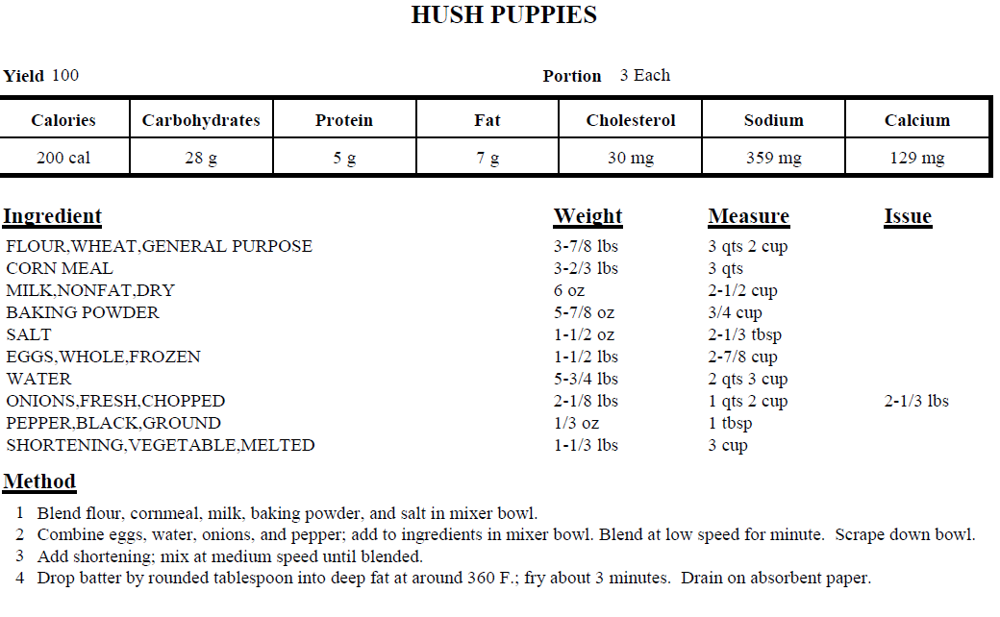 HUSH PUPPIES
Yield 100 Portion 3 Each
Calories Carbohydrates Protein Fat Cholesterol Sodium Calcium
200 cal 28 g 5 g 7 g 30 mg 359 mg 129 mg
Ingredient Weight Measure Issue
FLOUR,WHEAT,GENERAL PURPOSE 3-7/8 lbs 3 qts 2 cup
CORN MEAL 3-2/3 lbs 3 qts
MILK,NONFAT,DRY 6 oz 2-1/2 cup
BAKING POWDER 5-7/8 oz 3/4 cup
SALT 1-1/2 oz 2-1/3 tbsp
EGGS,WHOLE,FROZEN 1-1/2 lbs 2-7/8 cup
WATER 5-3/4 lbs 2 qts 3 cup
ONIONS,FRESH,CHOPPED 2-1/8 lbs 1 qts 2 cup 2-1/3 lbs
PEPPER,BLACK,GROUND 1/3 oz 1 tbsp
SHORTENING,VEGETABLE,MELTED 1-1/3 lbs 3 cup
Method
1 Blend flour, cornmeal, milk, baking powder, and salt in mixer bowl.
2 Combine eggs, water, onions, and pepper; add to ingredients in mixer bowl. Blend at low speed for minute. Scrape down bowl.
3 Add shortening; mix at medium speed until blended.
4 Drop batter by rounded tablespoon into deep fat at around 360 F.; fry about 3 minutes. Drain on absorbent paper.